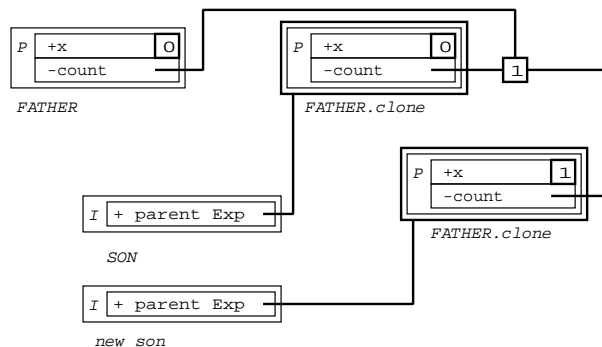 P +x 0
-count
FATHER
P +x 0
-count
FATHER.clone
1
P +x 1
-count
FATHER.clone
I + parent Exp
SON
I + parent Exp
new son